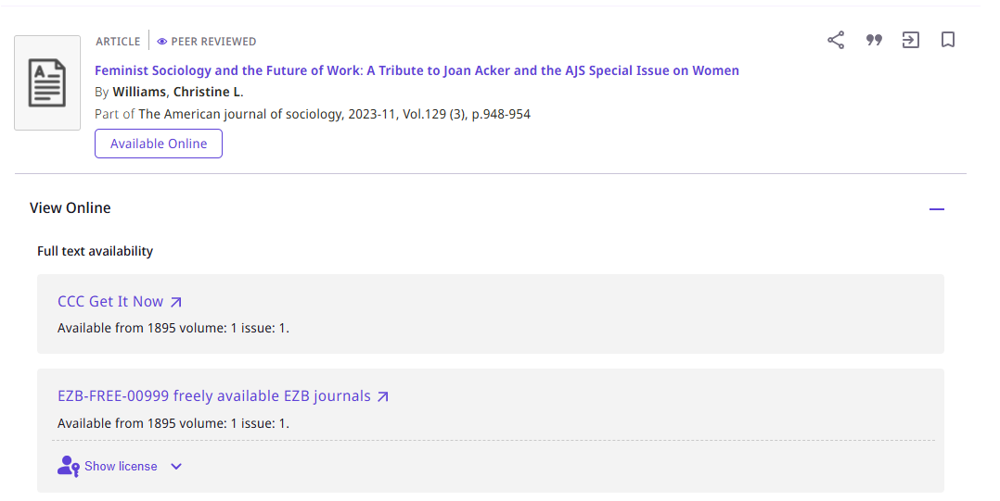 ARTICLE PEER REVIEWED
Feminist Sociology and the Future of Work: A Tribute to Joan Acker and the AJS Special Issue on Women
By Williams, Christine L.
Part of The American journal of sociology, 2023-11, Vol.129 (3), p.948-954
Available Online
View Online
Full text availability
CCC Get It Now
Available from 1895 volume: 1 issue: 1.
EZB-FREE-00999 freely available EZB journals
Available from 1895 volume: 1 issue: 1.
Show license